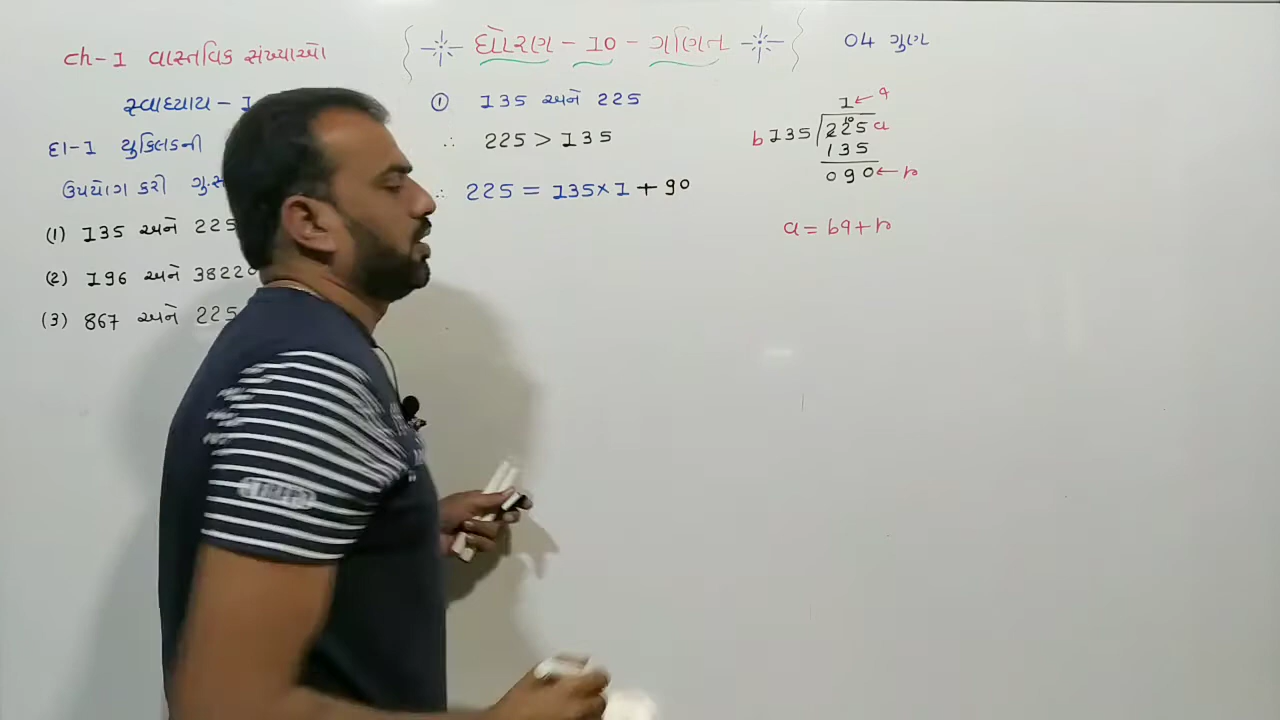 ધોરણ - 10 - ગણિત
04 ગુણ
ch-1 વાસ્તવિક સંખ્યાઓ
સ્વાધ્યાય - 1
દા-1 યુક્લિડની
ઉપયોગ કરી ગુ.સ
(1) 135 અને 225
(2) 196 અને 38220
(3) 867 અને 225
① 135 અને 225
∴ 225 > 135
∴ 225 = 135×1 + 90
1 ← q
10
b 135 225 a
135
090 ← r
a = bq + r